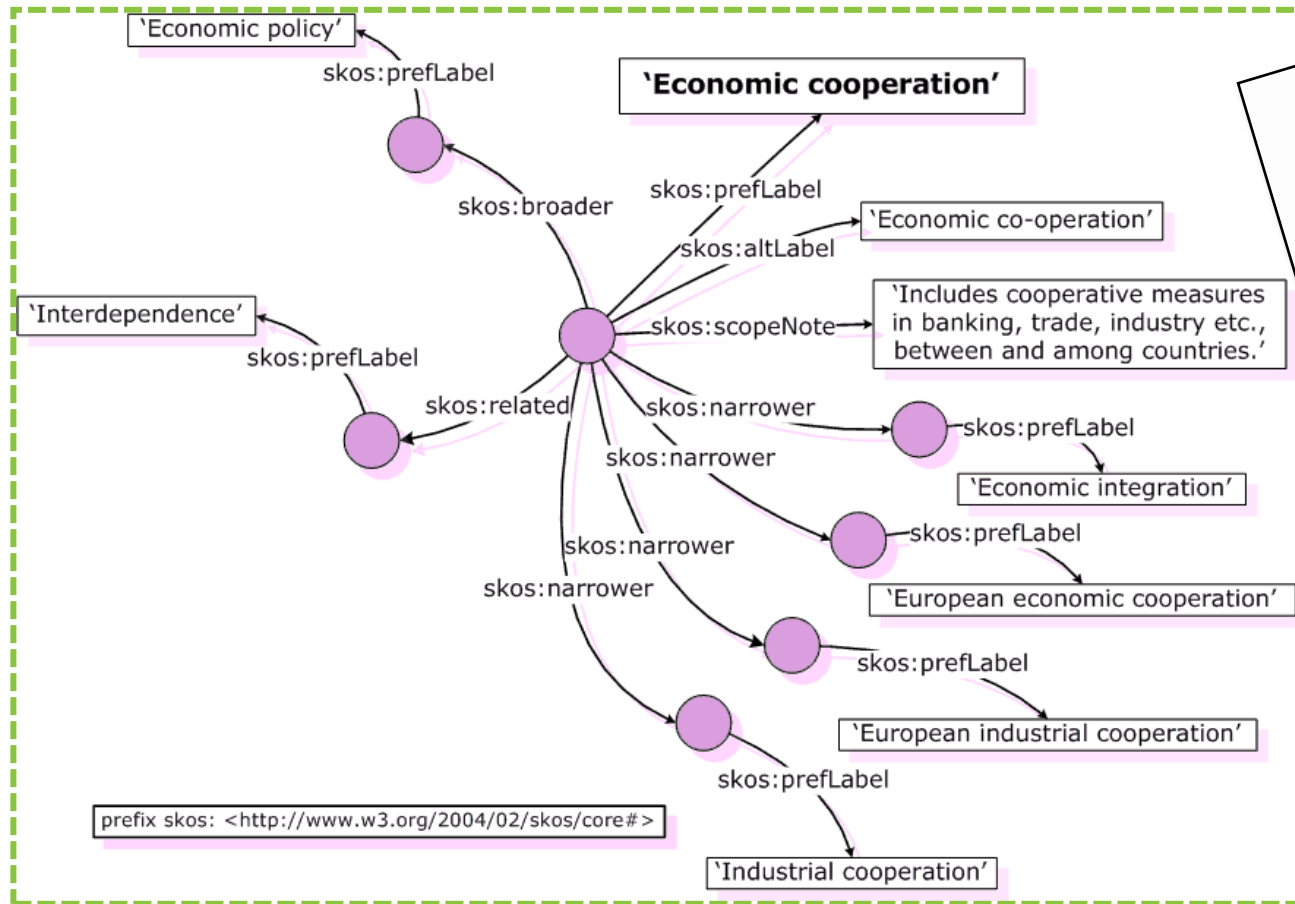 ‘Economic policy’
skos:prefLabel
‘Economic cooperation’
skos:prefLabel
skos:broader
‘Economic co-operation’
skos:altLabel
‘Interdependence’
skos:prefLabel
skos:scopeNote
‘Includes cooperative measures
in banking, trade, industry etc.,
between and among countries.’
skos:related
skos:narrower
skos:prefLabel
‘Economic integration’
skos:narrower
skos:prefLabel
‘European economic cooperation’
skos:narrower
skos:prefLabel
‘European industrial cooperation’
skos:narrower
skos:prefLabel
‘Industrial cooperation’
prefix skos: <http://www.w3.org/2004/02/skos/core#>